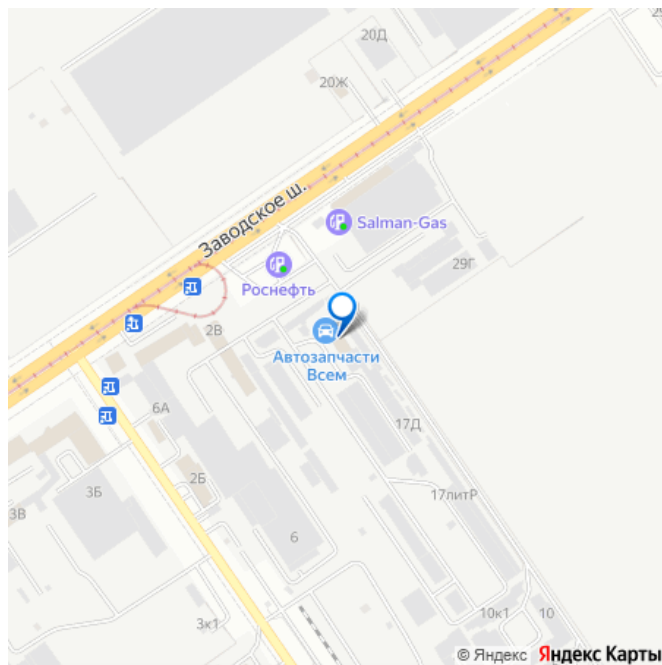 20Д
20Ж
Заводское ш.
Salman-Gas
29Г
Роснефть
2В
Автозапчасти
Всем
6А
17Д
2Б
3Б
17литР
3В
6
3к1
10к1
10
© Яндекс Яндекс Карты